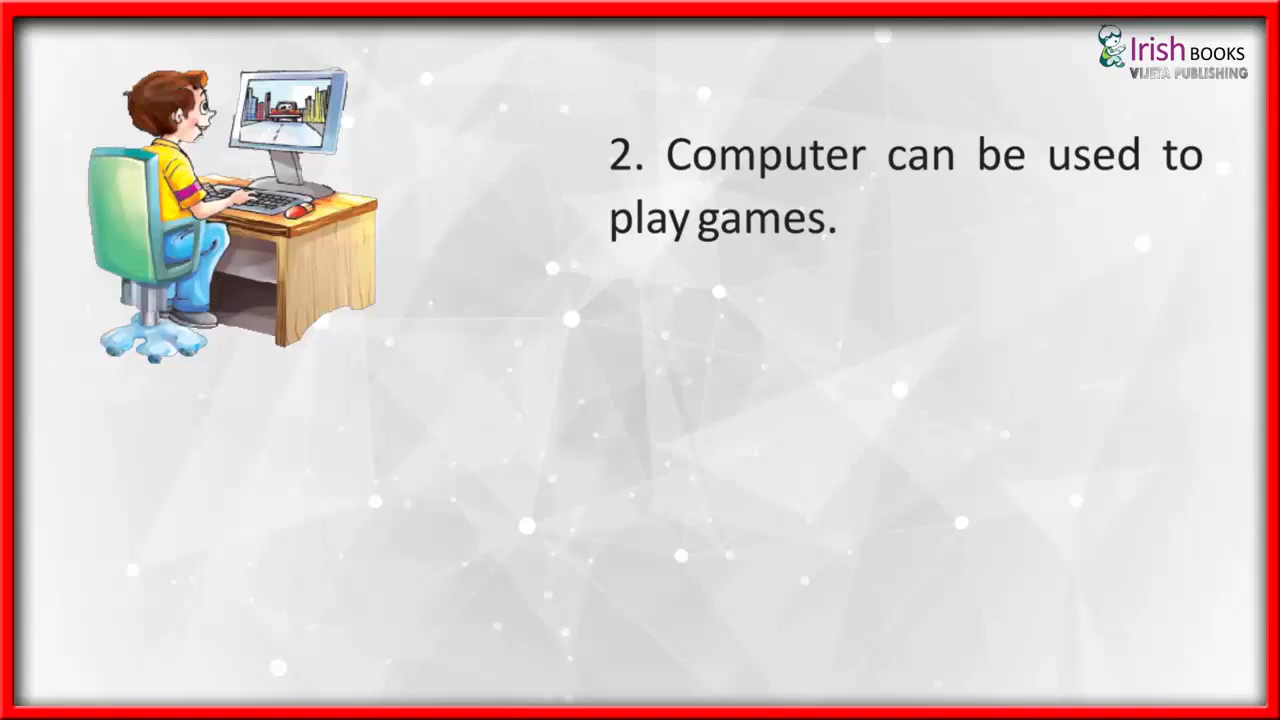 Irish BOOKS
VIJETA PUBLISHING
2. Computer can be used to
play games.